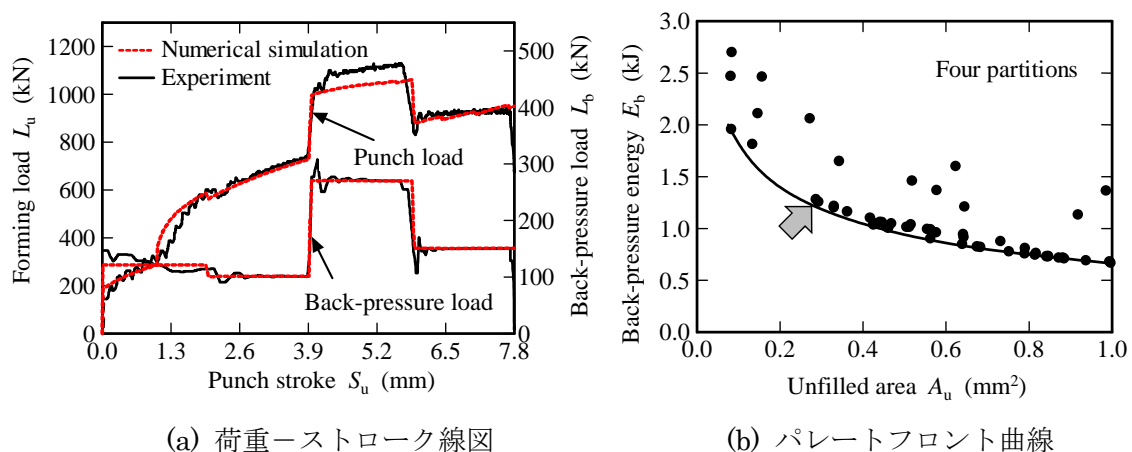 Numerical simulation
Experiment
Punch load
Back-pressure load
Forming load Lu (kN)
1200
1000
800
600
400
200
0
Back-pressure load Lb (kN)
500
400
300
200
100
0
0.0 1.3 2.6 3.9 5.2 6.5 7.8
Punch stroke Su (mm)
(a) 荷重−ストローク線図
Four partitions
Back-pressure energy Eb (kJ)
3.0
2.5
2.0
1.5
1.0
0.5
0.0
0.0 0.2 0.4 0.6 0.8 1.0
Unfilled area Au (mm²)
(b) パレートフロント曲線